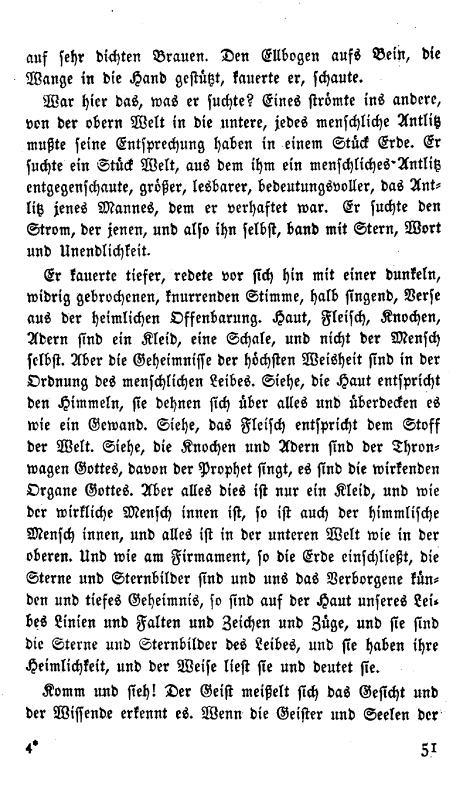 auf sehr dichten Brauen. Den Ellbogen aufs Bein, die
Wange in die Hand gestützt, kauerte er, schaute.
War hier das, was er suchte? Eines strömte ins andere,
von der obern Welt in die untere, jedes menschliche Antlitz
mußte seine Entsprechung haben in einem Stück Erde. Er
suchte ein Stück Welt, aus dem ihm ein menschliches Antlitz
entgegenschaute, größer, lesbarer, bedeutungsvoller, das Ant-
litz jenes Mannes, dem er verhaftet war. Er suchte den
Strom, der jenen, und also ihn selbst, band mit Stern, Wort
und Unendlichkeit.
Er kauerte tiefer, redete vor sich hin mit einer dunkeln,
widrig gebrochenen, knurrenden Stimme, halb singend, Verse
aus der heimlichen Offenbarung. Haut, Fleisch, Knochen,
Adern sind ein Kleid, eine Schale, und nicht der Mensch
selbst. Aber die Geheimnisse der höchsten Weisheit sind in der
Ordnung des menschlichen Leibes. Siehe, die Haut entspricht
den Himmeln, sie dehnen sich über alles und überdecken es
wie ein Gewand. Siehe, das Fleisch entspricht dem Stoff
der Welt. Siehe, die Knochen und Adern sind der Thron-
wagen Gottes, davon der Prophet singt, es sind die wirkenden
Organe Gottes. Aber alles dies ist nur ein Kleid, und wie
der wirkliche Mensch innen ist, so ist auch der himmlische
Mensch innen, und alles ist in der unteren Welt wie in der
oberen. Und wie am Firmament, so die Erde einschließt, die
Sterne und Sternbilder sind und uns das Verborgene kün-
den und tiefes Geheimnis, so sind auf der Haut unseres Lei-
bes Linien und Falten und Zeichen und Züge, und sie sind
die Sterne und Sternbilder des Leibes, und sie haben ihre
Heimlichkeit, und der Weise liest sie und deutet sie.
Komm und sieh! Der Geist meißelt sich das Gesicht und
der Wissende erkennt es. Wenn die Geister und Seelen der
4* 51